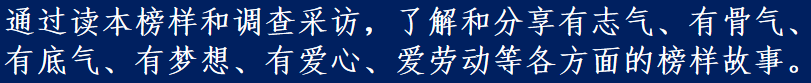 通过读本榜样和调查采访，了解和分享有志气、有骨气、
有底气、有梦想、有爱心、爱劳动等各方面的榜样故事。